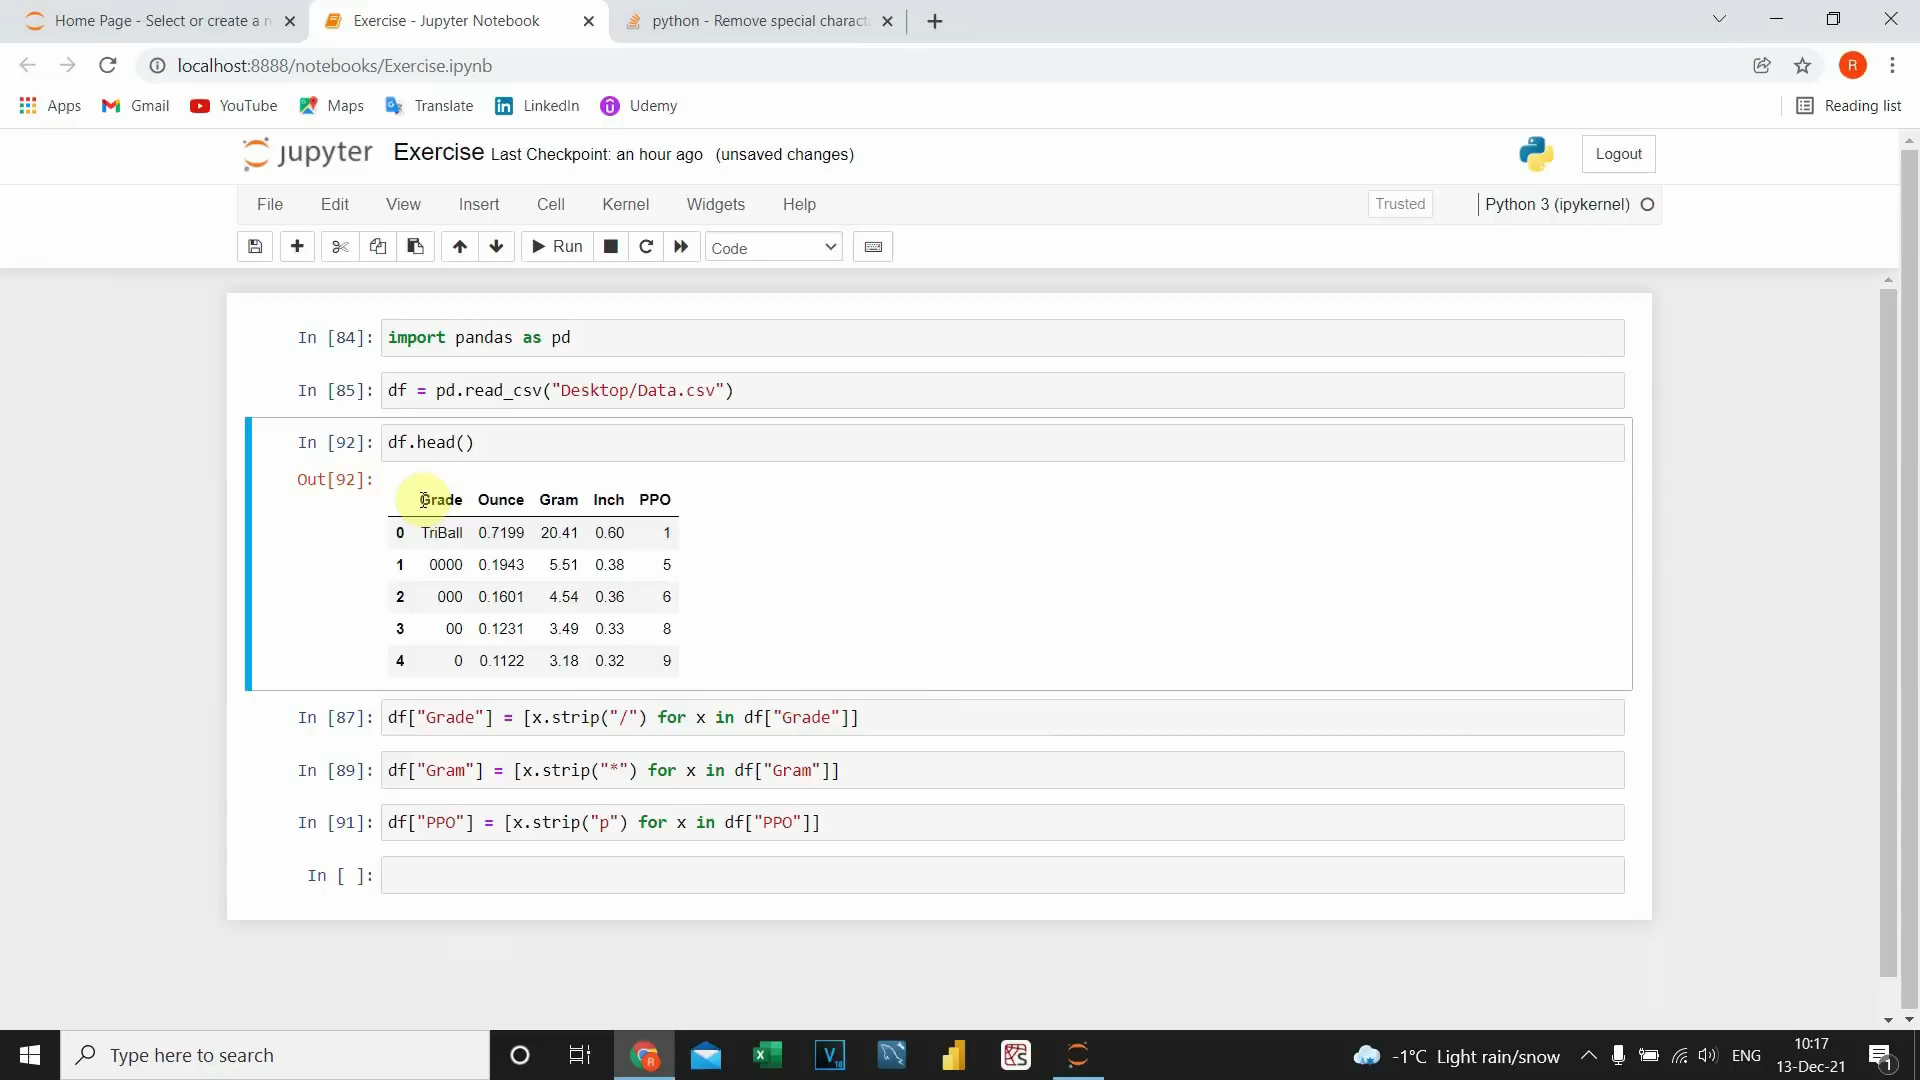 Home Page - Select or create a n
Exercise - Jupyter Notebook
python - Remove special characte
localhost:8888/notebooks/Exercise.ipynb
R
Apps
Gmail
YouTube
Maps
Translate
LinkedIn
Udemy
Reading list
jupyter
Exercise Last Checkpoint: an hour ago (unsaved changes)
Logout
File Edit View Insert Cell Kernel Widgets Help
Trusted
Python 3 (ipykernel)
Run
Code
In [84]: import pandas as pd
In [85]: df = pd.read_csv("Desktop/Data.csv")
In [92]: df.head()
Out[92]:
Grade Ounce Gram Inch PPO
0 TriBall 0.7199 20.41 0.60 1
1 0000 0.1943 5.51 0.38 5
2 000 0.1601 4.54 0.36 6
3 00 0.1231 3.49 0.33 8
4 0 0.1122 3.18 0.32 9
In [87]: df["Grade"] = [x.strip("/") for x in df["Grade"]]
In [89]: df["Gram"] = [x.strip("*") for x in df["Gram"]]
In [91]: df["PPO"] = [x.strip("p") for x in df["PPO"]]
In [ ]:
Type here to search
-1°C Light rain/snow
ENG
10:17
13-Dec-21
1